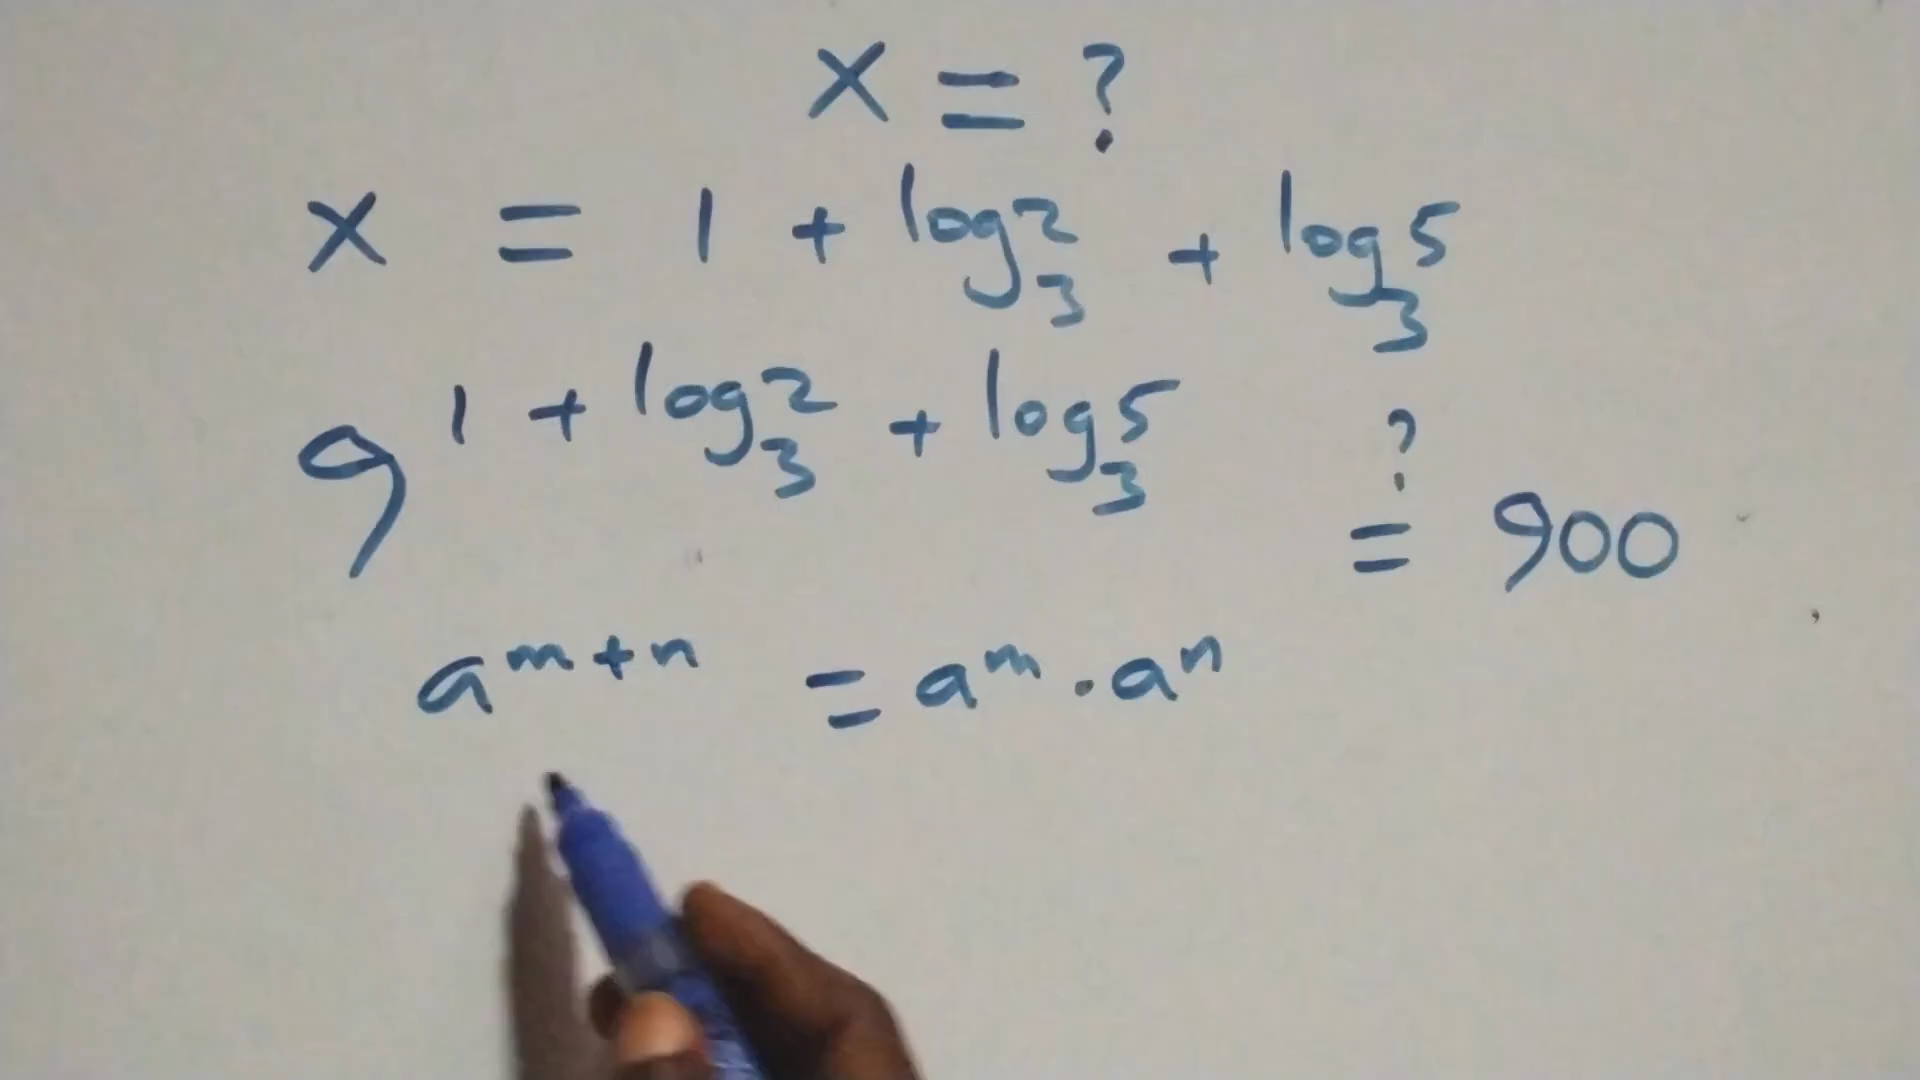 x = ?
x = 1 + log₃2 + log₃5
9^(1 + log₃2 + log₃5) ?= 900
a^(m+n) = a^m · a^n